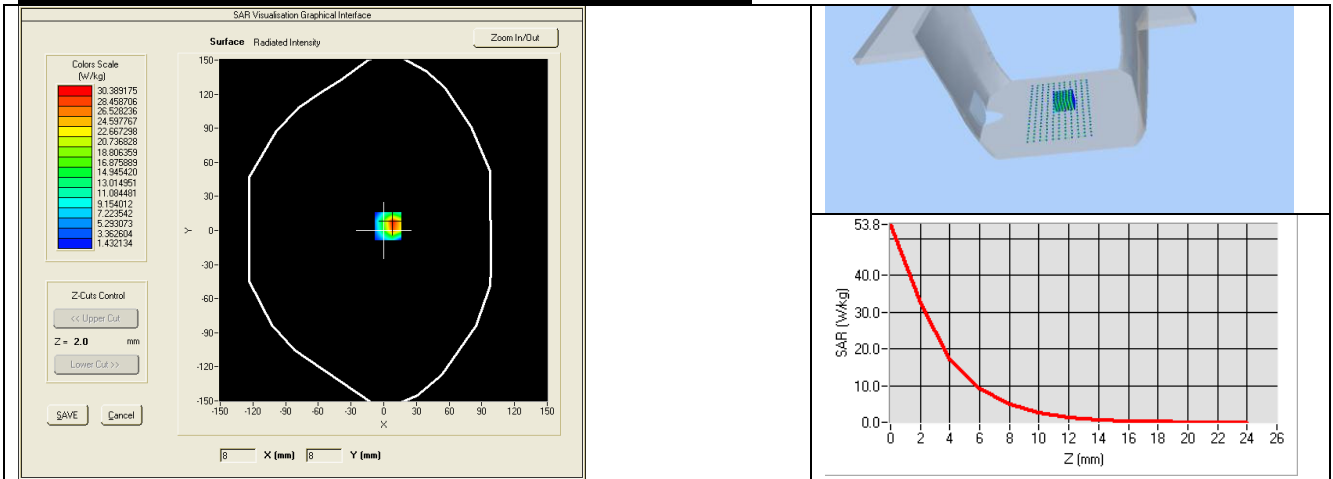 SAR Visualisation Graphical Interface
Surface Radiated Intensity
Zoom In/Out
Colors Scale
(W/kg)
30.389175
28.458706
26.528236
24.597767
22.667298
20.736828
18.806359
16.875889
14.945420
13.014951
11.084481
9.154012
7.223542
5.293073
3.362604
1.432134
Z-Cuts Control
<< Upper Cut
Z = 2.0 mm
Lower Cut >>
SAVE Cancel
150
120
90
60
30
Y 0
-30
-60
-90
-120
-150
-150 -120 -90 -60 -30 0 30 60 90 120 150
X
8 X (mm) 8 Y (mm)
53.8
40.0
30.0
20.0
10.0
0.0
SAR (W/kg)
0 2 4 6 8 10 12 14 16 18 20 22 24 26
Z (mm)